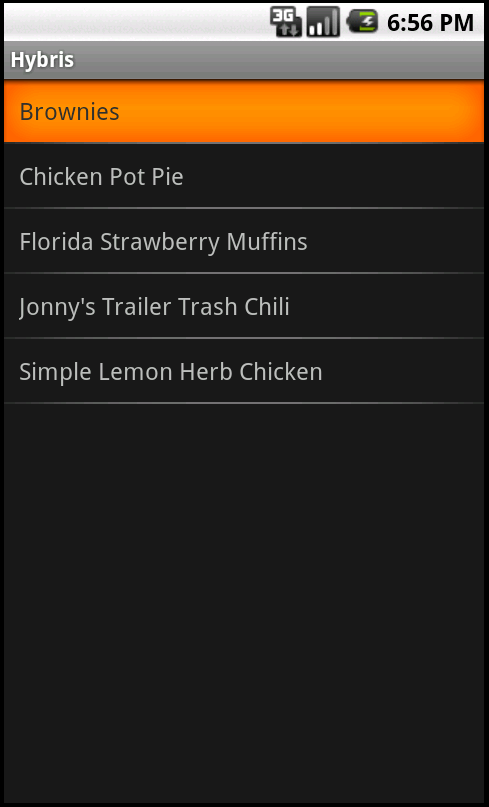 3G 6:56 PM
Hybris
Brownies
Chicken Pot Pie
Florida Strawberry Muffins
Jonny's Trailer Trash Chili
Simple Lemon Herb Chicken